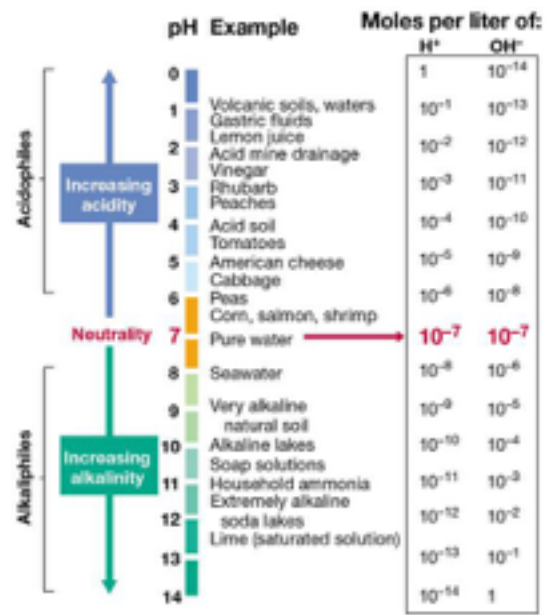 pH Example
Moles per liter of:
H⁺ OH⁻
0 1 10⁻¹⁴
1 10⁻¹ 10⁻¹³
Volcanic soils, waters
Gastric fluids
Lemon juice
2 10⁻² 10⁻¹²
Acid mine drainage
Vinegar
3 10⁻³ 10⁻¹¹
Rhubarb
Peaches
4 10⁻⁴ 10⁻¹⁰
Acid soil
Tomatoes
5 10⁻⁵ 10⁻⁹
American cheese
Cabbage
6 10⁻⁶ 10⁻⁸
Peas
Corn, salmon, shrimp
Neutrality 7 Pure water 10⁻⁷ 10⁻⁷
8 Seawater 10⁻⁸ 10⁻⁶
9 10⁻⁹ 10⁻⁵
Very alkaline
natural soil
10 Alkaline lakes 10⁻¹⁰ 10⁻⁴
Soap solutions
11 Household ammonia 10⁻¹¹ 10⁻³
Extremely alkaline
soda lakes
12 10⁻¹² 10⁻²
Lime (saturated solution)
13 10⁻¹³ 10⁻¹
14 10⁻¹⁴ 1
Acidophiles
Increasing
acidity
Alkaliphiles
Increasing
alkalinity